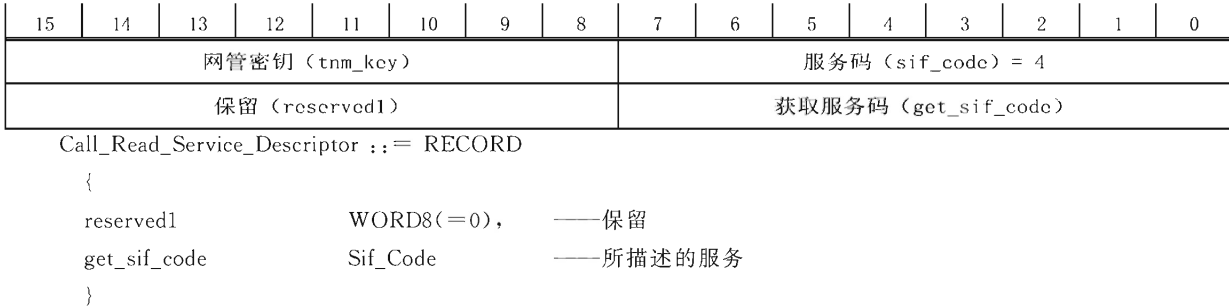 15 14 13 12 11 10 9 8 7 6 5 4 3 2 1 0
网管密钥（tnm_key） 服务码（sif_code）= 4
保留（reserved1） 获取服务码（get_sif_code）
Call_Read_Service_Descriptor ::= RECORD
{
reserved1 WORD8(=0)， ——保留
get_sif_code Sif_Code ——所描述的服务
}